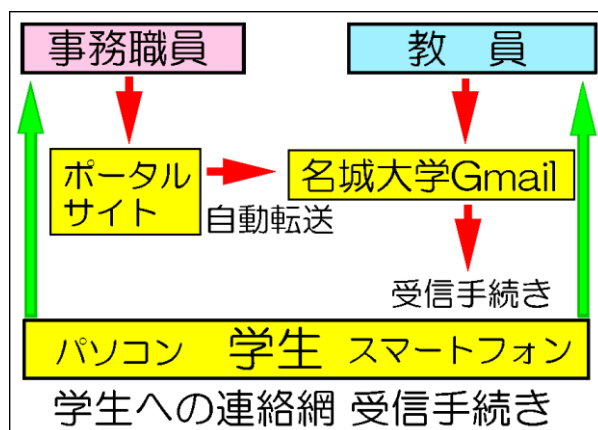 事務職員
教 員
ポータル
サイト
名城大学Gmail
自動転送
受信手続き
パソコン 学生 スマートフォン
学生への連絡網 受信手続き